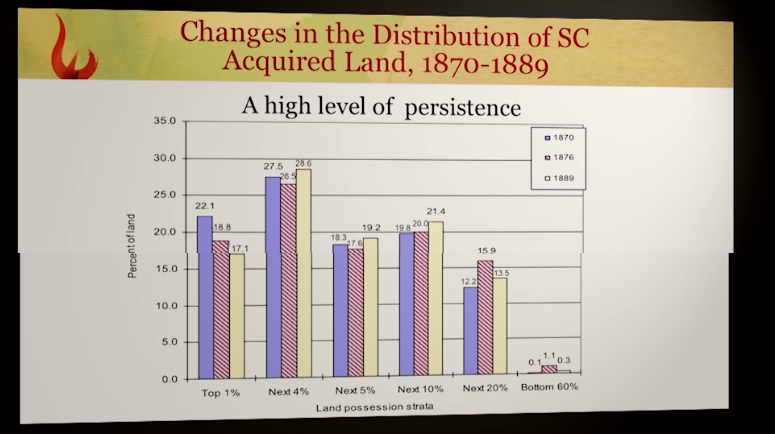 Changes in the Distribution of SC
Acquired Land, 1870-1889
A high level of persistence
35.0
30.0
25.0
20.0
15.0
10.0
5.0
0.0
Percent of land
1870
1876
1889
22.1
18.8
17.1
27.5
26.5
28.6
18.3
17.6
19.2
19.8
20.0
21.4
12.2
15.9
13.5
0.1
1.1
0.3
Top 1%
Next 4%
Next 5%
Next 10%
Next 20%
Bottom 60%
Land possession strata